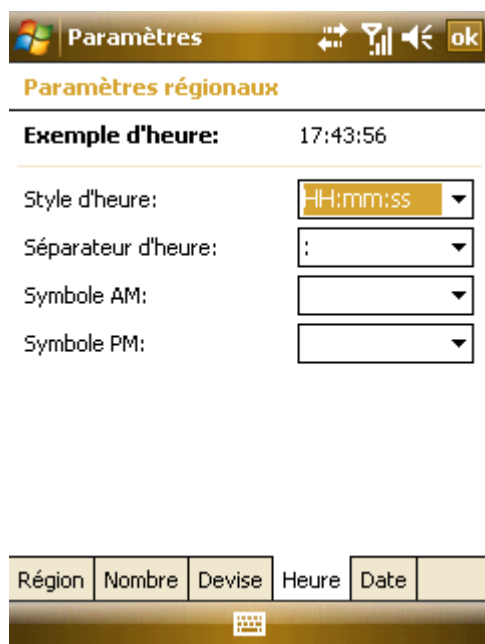 Paramètres ok
Paramètres régionaux
Exemple d'heure: 17:43:56
Style d'heure: HH:mm:ss
Séparateur d'heure: :
Symbole AM:
Symbole PM:
Région Nombre Devise Heure Date